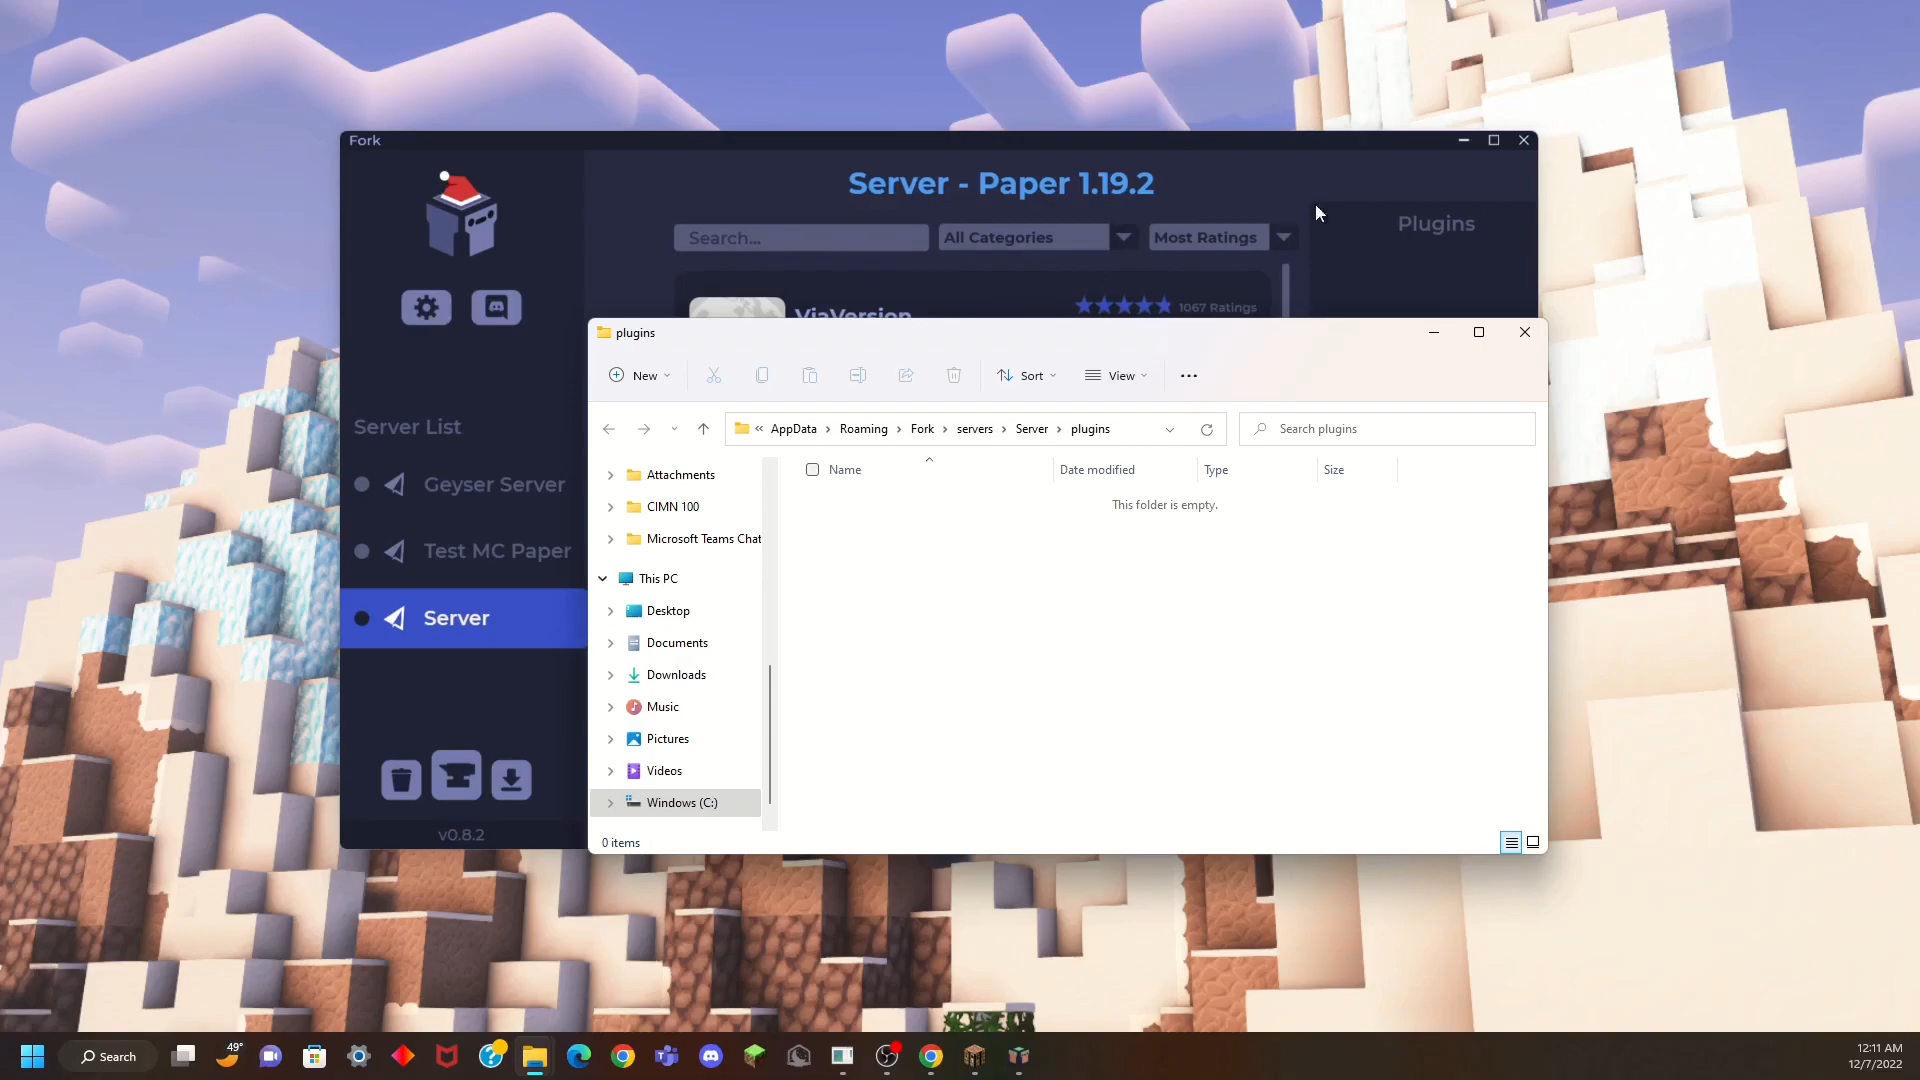 Fork
Server - Paper 1.19.2
Search...
All Categories
Most Ratings
Plugins
ViaVersion
1067 Ratings
Server List
Geyser Server
Test MC Paper
Server
v0.8.2
plugins
New
Sort
View
« AppData › Roaming › Fork › servers › Server › plugins
Search plugins
Attachments
CIMN 100
Microsoft Teams Chat
This PC
Desktop
Documents
Downloads
Music
Pictures
Videos
Windows (C:)
Name
Date modified
Type
Size
This folder is empty.
0 items
Search
49°
12:11 AM
12/7/2022